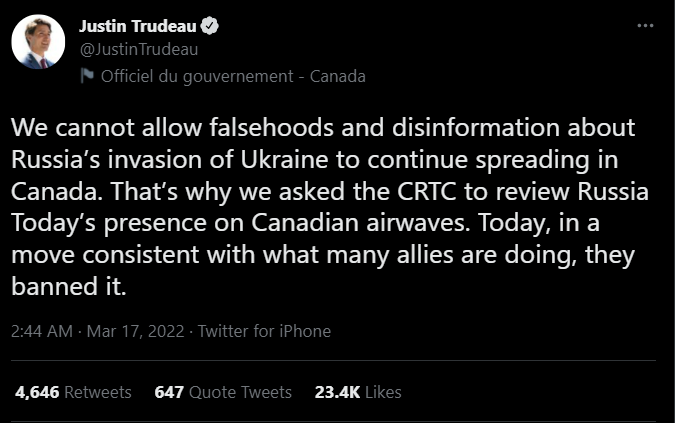 Justin Trudeau
@JustinTrudeau
Officiel du gouvernement - Canada
We cannot allow falsehoods and disinformation about
Russia’s invasion of Ukraine to continue spreading in
Canada. That’s why we asked the CRTC to review Russia
Today’s presence on Canadian airwaves. Today, in a
move consistent with what many allies are doing, they
banned it.
2:44 AM · Mar 17, 2022 · Twitter for iPhone
4,646 Retweets 647 Quote Tweets 23.4K Likes